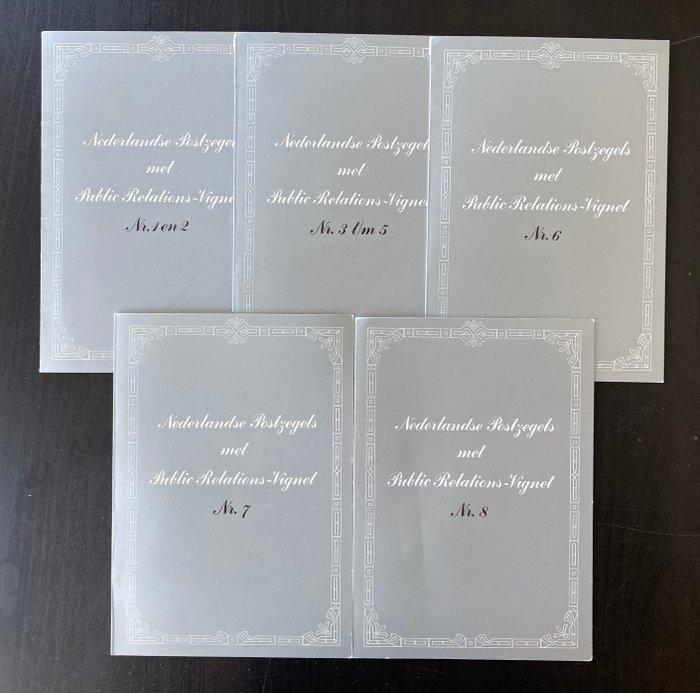 Nederlandse Postzegels
met
Public Relations-Vignet
Nr. 1 en 2
Nederlandse Postzegels
met
Public Relations-Vignet
Nr. 3 t/m 5
Nederlandse Postzegels
met
Public Relations-Vignet
Nr. 6
Nederlandse Postzegels
met
Public Relations-Vignet
Nr. 7
Nederlandse Postzegels
met
Public Relations-Vignet
Nr. 8